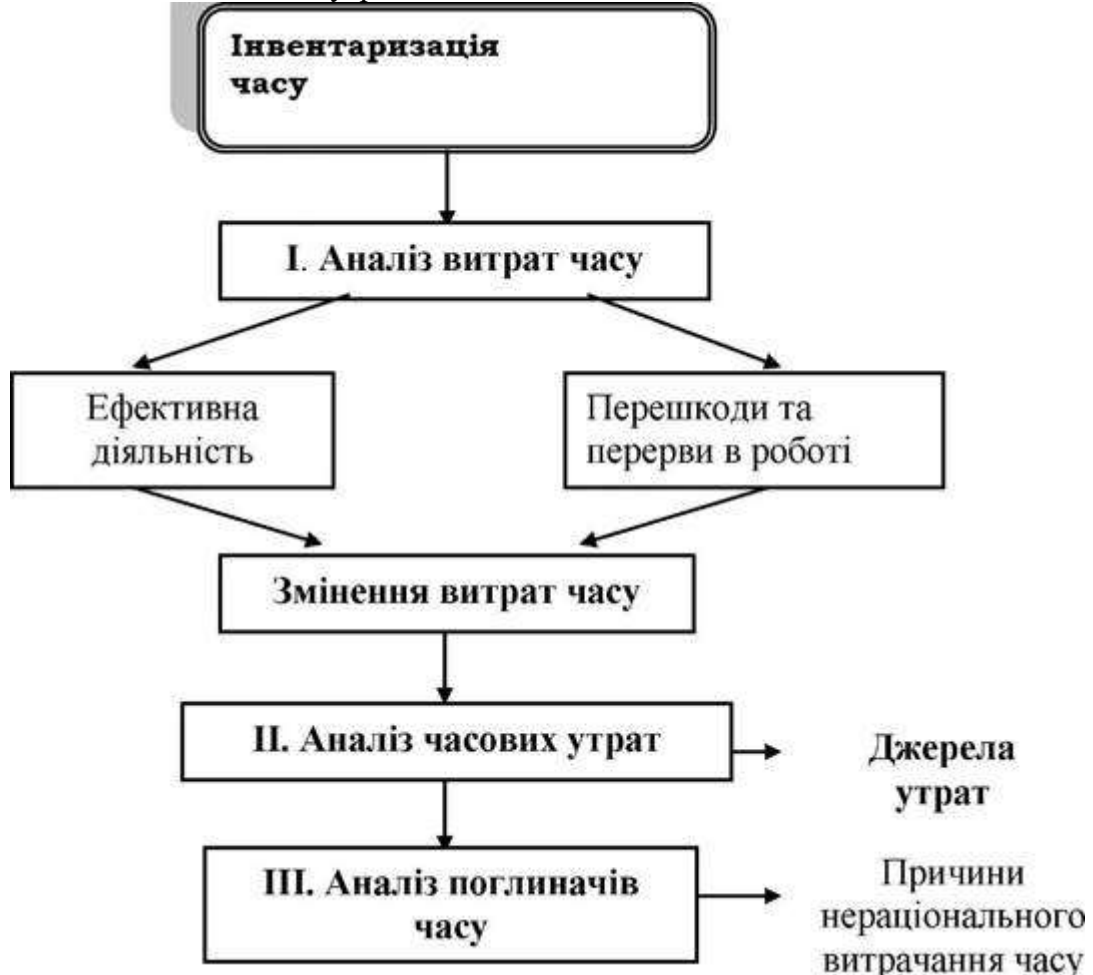 Інвентаризація
часу
І. Аналіз витрат часу
Ефективна
діяльність
Перешкоди та
перерви в роботі
Змінення витрат часу
ІІ. Аналіз часових утрат
Джерела
утрат
ІІІ. Аналіз поглиначів
часу
Причини
нераціонального
витрачання часу